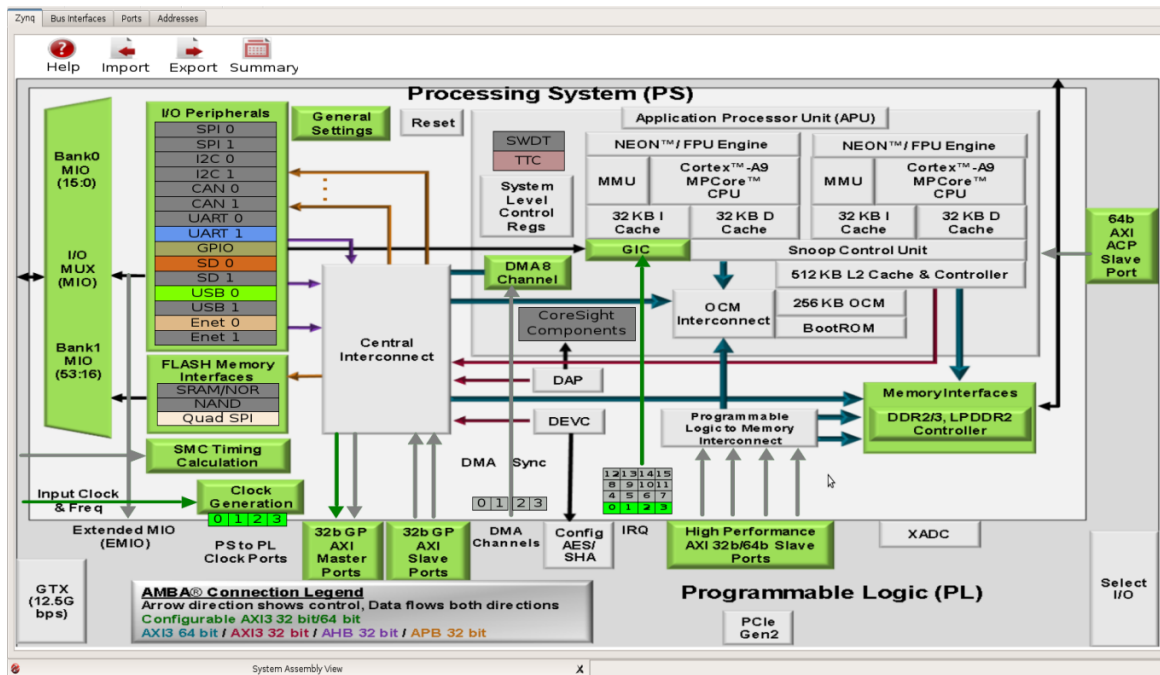 Zynq
Bus Interfaces
Ports
Addresses
Help
Import
Export
Summary
Processing System (PS)
I/O Peripherals
SPI 0
SPI 1
I2C 0
I2C 1
CAN 0
CAN 1
UART 0
UART 1
GPIO
SD 0
SD 1
USB 0
USB 1
Enet 0
Enet 1
FLASH Memory
Interfaces
SRAM/NOR
NAND
Quad SPI
SMC Timing
Calculation
Bank0
MIO
(15:0)
I/O
MUX
(MIO)
Bank1
MIO
(53:16)
General
Settings
Reset
Application Processor Unit (APU)
SWDT
TTC
System
Level
Control
Regs
NEON™/ FPU Engine
MMU
Cortex™-A9
MPCore™
CPU
32 KB I
Cache
32 KB D
Cache
NEON™/ FPU Engine
MMU
Cortex™-A9
MPCore™
CPU
32 KB I
Cache
32 KB D
Cache
GIC
Snoop Control Unit
DMA8
Channel
512 KB L2 Cache & Controller
OCM
Interconnect
256 KB OCM
BootROM
CoreSight
Components
Central
Interconnect
DAP
DEVC
Programmable
Logic to Memory
Interconnect
Memory Interfaces
DDR2/3, LPDDR2
Controller
64b
AXI
ACP
Slave
Port
DMA Sync
Input Clock
& Freq
Clock
Generation
0 1 2 3
Extended MIO
(EMIO)
PS to PL
Clock Ports
32b GP
AXI
Master
Ports
32b GP
AXI
Slave
Ports
0 1 2 3
DMA
Channels
Config
AES/
SHA
12 13 14 15
8 9 10 11
4 5 6 7
0 1 2 3
IRQ
High Performance
AXI 32b/64b Slave
Ports
XADC
GTX
(12.5G
bps)
AMBA® Connection Legend
Arrow direction shows control, Data flows both directions
Configurable AXI3 32 bit/64 bit
AXI3 64 bit / AXI3 32 bit / AHB 32 bit / APB 32 bit
Programmable Logic (PL)
PCIe
Gen2
Select
I/O
System Assembly View
X